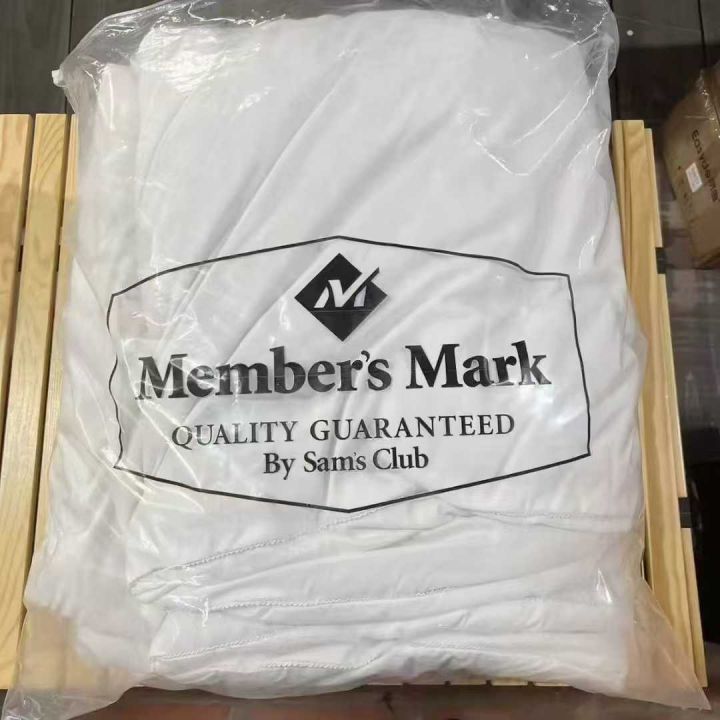 Member's Mark
QUALITY GUARANTEED
By Sam's Club